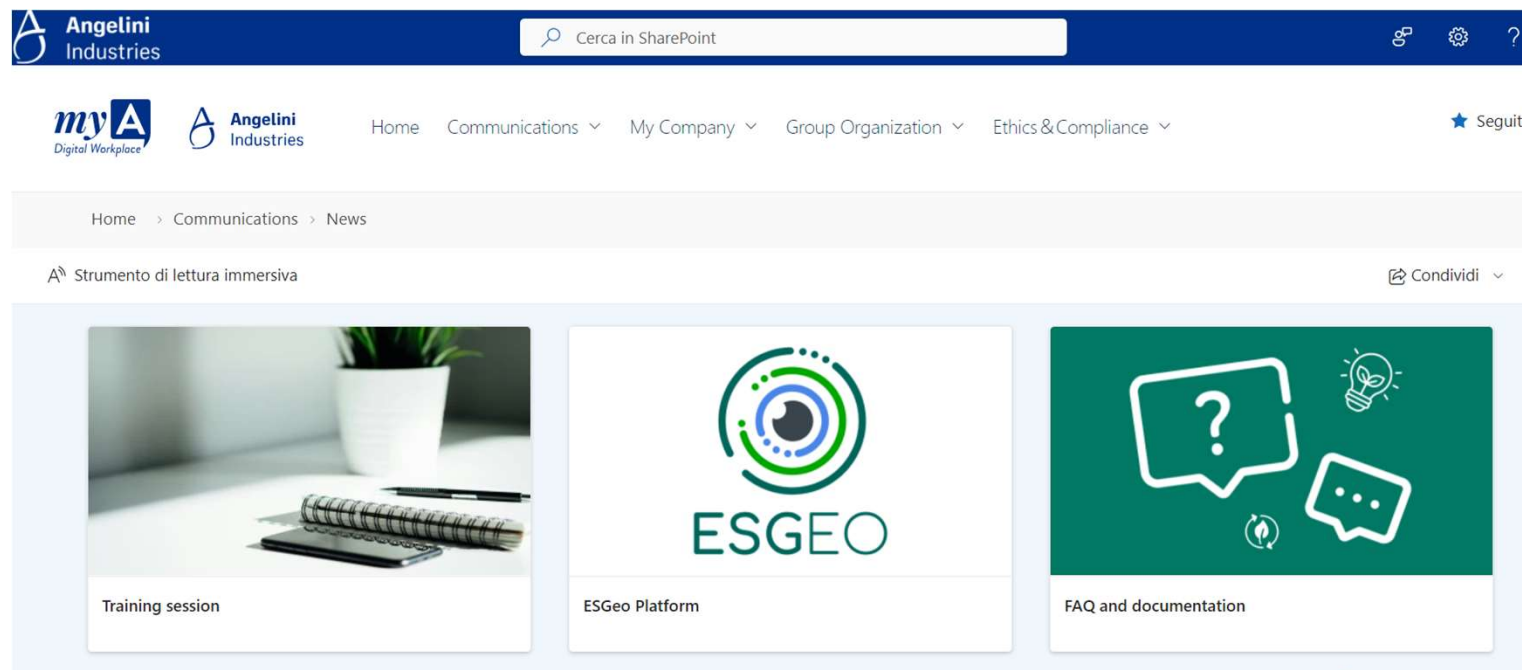 Angelini
Industries
Cerca in SharePoint
?
myA
Digital Workplace
Angelini
Industries
Home Communications My Company Group Organization Ethics & Compliance
Home > Communications > News
Strumento di lettura immersiva
Condividi
?
ESGEO
Training session
ESGeo Platform
FAQ and documentation